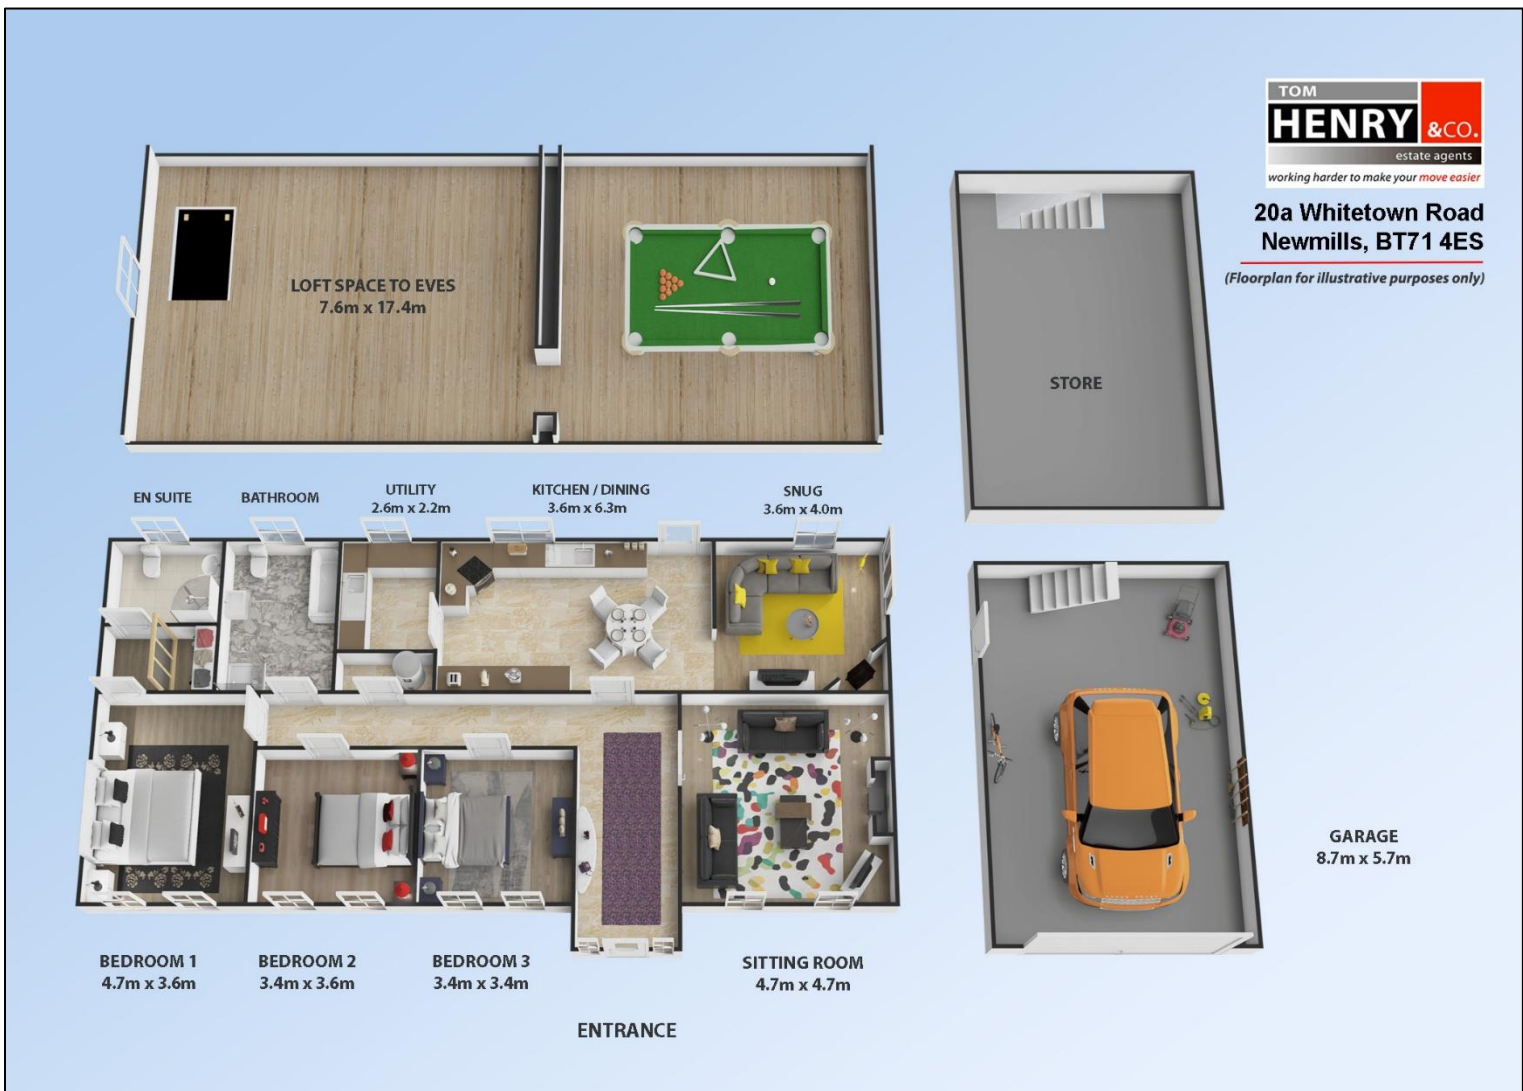 TOM
HENRY &CO.
estate agents
working harder to make your move easier
20a Whitetown Road
Newmills, BT71 4ES
(Floorplan for illustrative purposes only)
LOFT SPACE TO EVES
7.6m x 17.4m
STORE
EN SUITE
BATHROOM
UTILITY
2.6m x 2.2m
KITCHEN / DINING
3.6m x 6.3m
SNUG
3.6m x 4.0m
GARAGE
8.7m x 5.7m
BEDROOM 1
4.7m x 3.6m
BEDROOM 2
3.4m x 3.6m
BEDROOM 3
3.4m x 3.4m
SITTING ROOM
4.7m x 4.7m
ENTRANCE